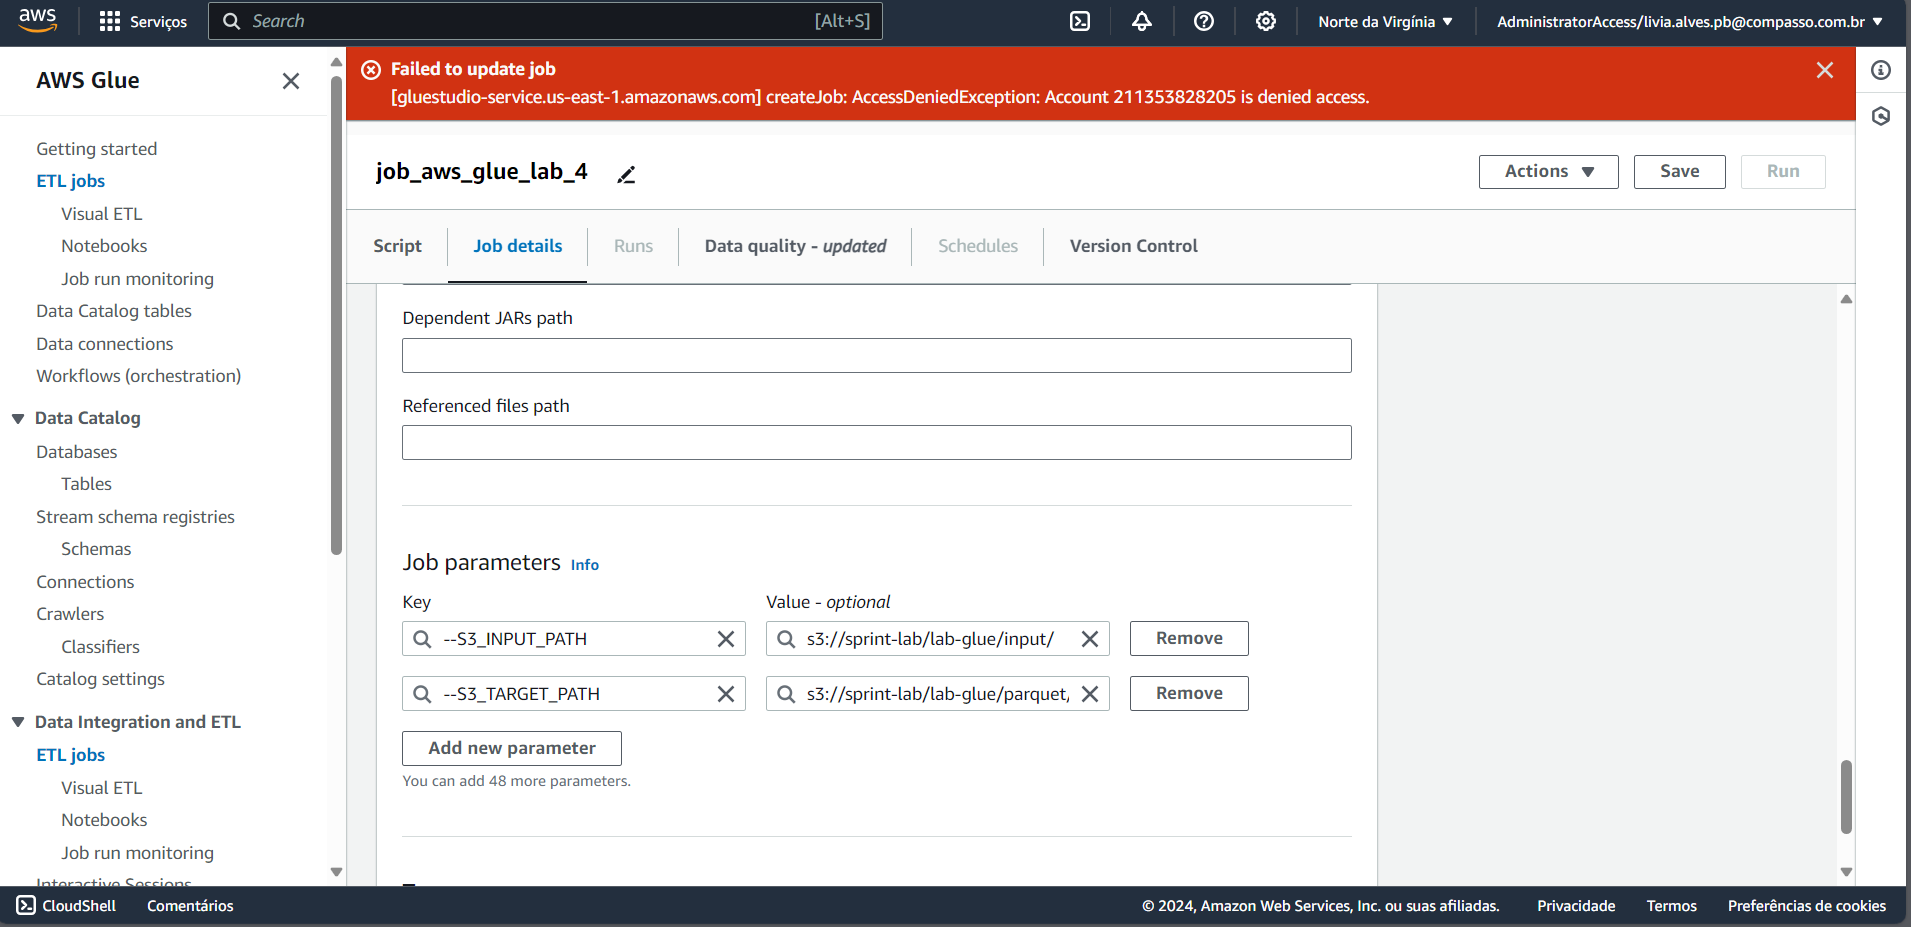 aws
Serviços
Search
[Alt+S]
Norte da Virgínia
AdministratorAccess/livia.alves.pb@compasso.com.br
AWS Glue
Getting started
ETL jobs
Visual ETL
Notebooks
Job run monitoring
Data Catalog tables
Data connections
Workflows (orchestration)
Data Catalog
Databases
Tables
Stream schema registries
Schemas
Connections
Crawlers
Classifiers
Catalog settings
Data Integration and ETL
ETL jobs
Visual ETL
Notebooks
Job run monitoring
Interactive Sessions
Failed to update job
[gluestudio-service.us-east-1.amazonaws.com] createJob: AccessDeniedException: Account 211353828205 is denied access.
job_aws_glue_lab_4
Actions
Save
Run
Script
Job details
Runs
Data quality - updated
Schedules
Version Control
Dependent JARs path
Referenced files path
Job parameters Info
Key
Value - optional
--S3_INPUT_PATH
s3://sprint-lab/lab-glue/input/
Remove
--S3_TARGET_PATH
s3://sprint-lab/lab-glue/parquet/
Remove
Add new parameter
You can add 48 more parameters.
CloudShell
Comentários
© 2024, Amazon Web Services, Inc. ou suas afiliadas.
Privacidade
Termos
Preferências de cookies